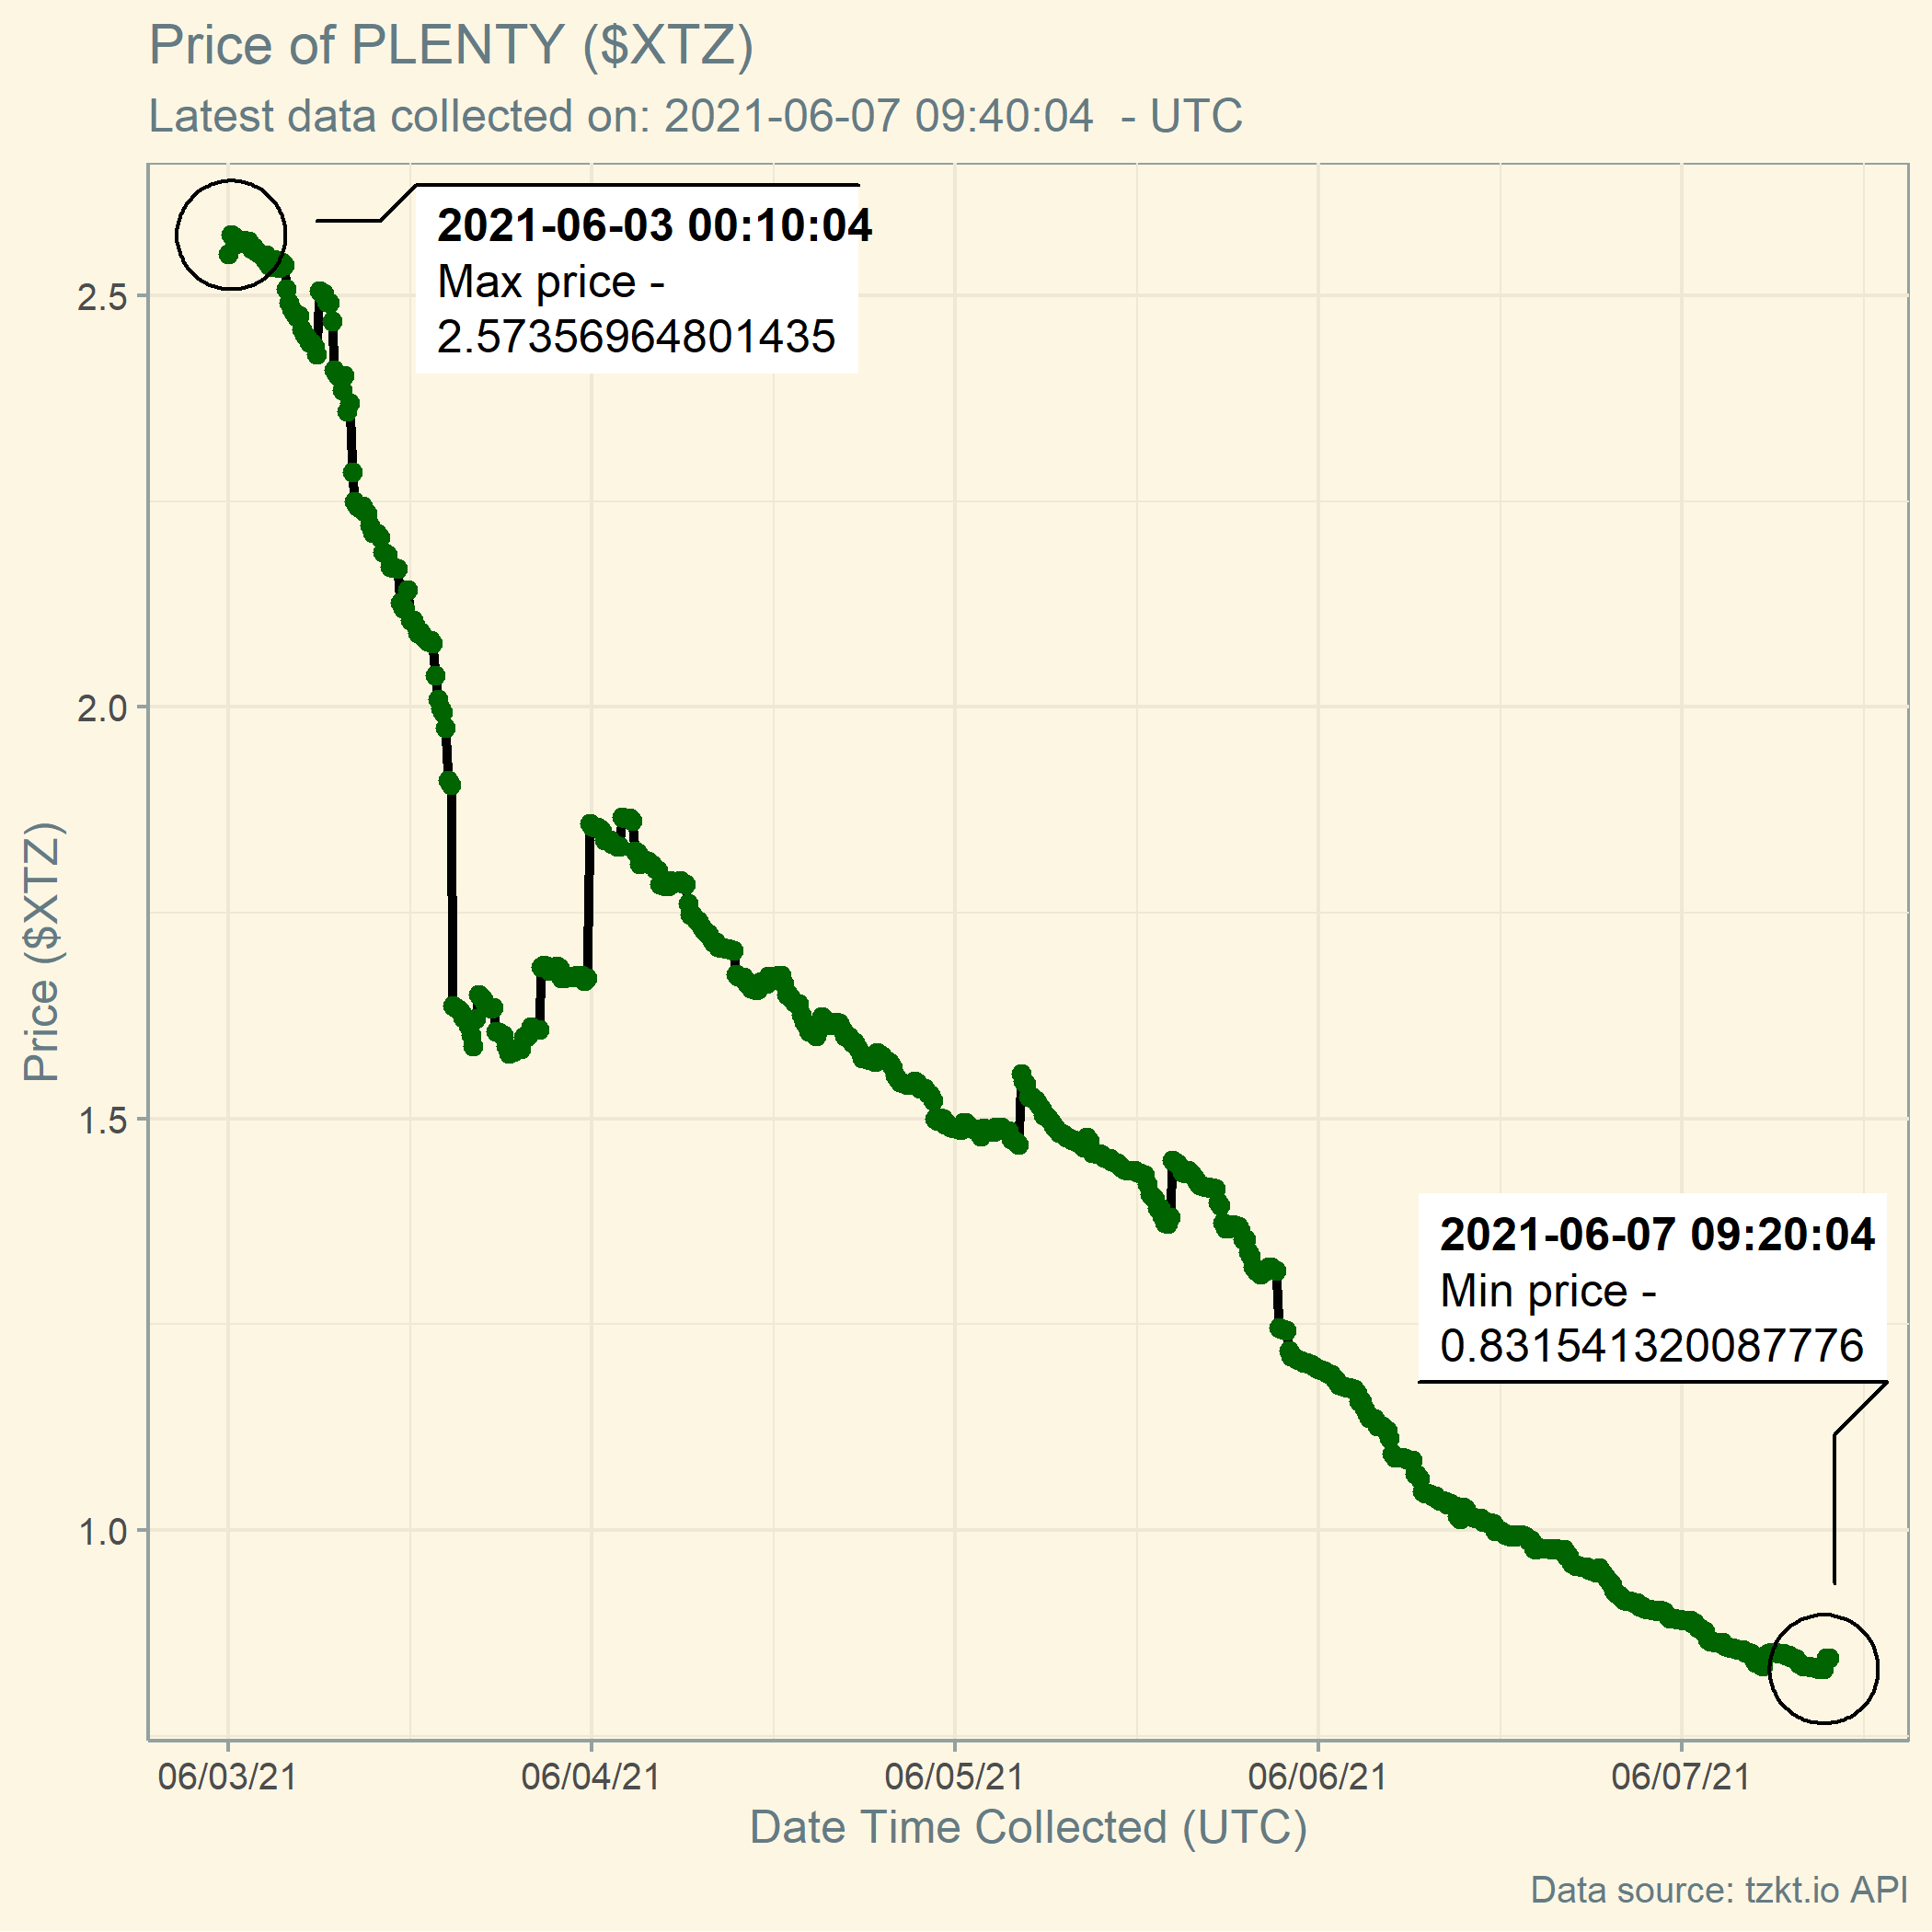 Price of PLENTY ($XTZ)
Latest data collected on: 2021-06-07 09:40:04  - UTC
2021-06-03 00:10:04
Max price -
2.57356964801435
2021-06-07 09:20:04
Min price -
0.831541320087776
Price ($XTZ)
2.5
2.0
1.5
1.0
06/03/21
06/04/21
06/05/21
06/06/21
06/07/21
Date Time Collected (UTC)
Data source: tzkt.io API